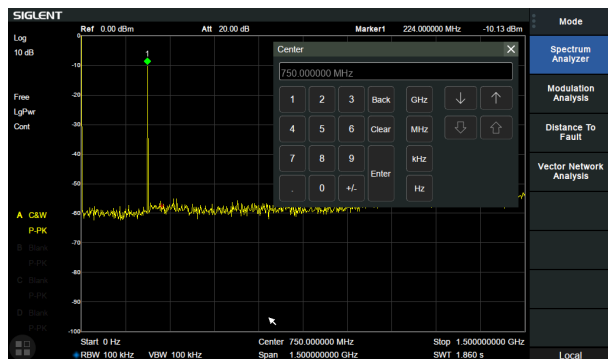 SIGLENT
Ref 0.00 dBm Att 20.00 dB Marker1 224.000000 MHz -10.13 dBm
Log
10 dB
Free
LgPwr
Cont
A C&W
P-PK
B Blank
P-PK
C Blank
P-PK
D Blank
P-PK
0
-10
-20
-30
-40
-50
-60
-70
-80
-90
-100
1
Center X
750.000000 MHz
1 2 3 Back GHz ↓ ↑
4 5 6 Clear MHz
7 8 9 Enter kHz
. 0 +/- Hz
Start 0 Hz Center 750.000000 MHz Stop 1.500000000 GHz
RBW 100 kHz VBW 100 kHz Span 1.500000000 GHz SWT 1.860 s
Mode
Spectrum
Analyzer
Modulation
Analysis
Distance To
Fault
Vector Network
Analysis
Local